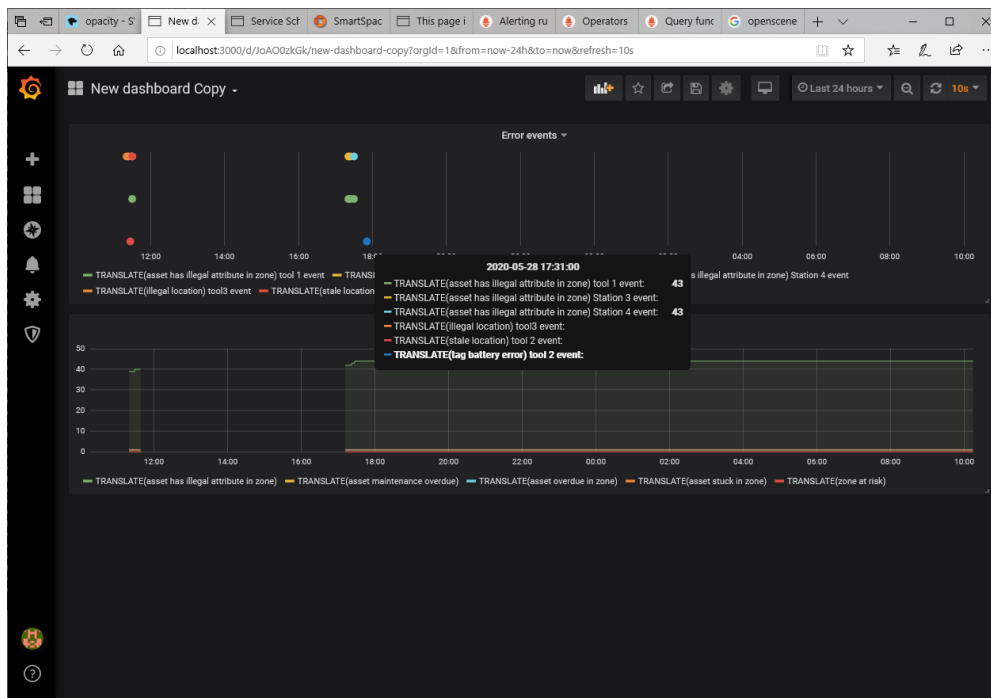 opacity - S'
New d
Service Sch
SmartSpac
This page i
Alerting ru
Operators
Query func
openscene
localhost:3000/d/JoAO0zkGk/new-dashboard-copy?orgId=1&from=now-24h&to=now&refresh=10s
New dashboard Copy
Last 24 hours
10s
Error events
12:00 14:00 16:00 18:00 04:00 06:00 08:00 10:00
TRANSLATE(asset has illegal attribute in zone) tool 1 event TRANSL s illegal attribute in zone) Station 4 event
TRANSLATE(illegal location) tool3 event TRANSLATE(stale location
2020-05-28 17:31:00
TRANSLATE(asset has illegal attribute in zone) tool 1 event: 43
TRANSLATE(asset has illegal attribute in zone) Station 3 event:
TRANSLATE(asset has illegal attribute in zone) Station 4 event: 43
TRANSLATE(illegal location) tool3 event:
TRANSLATE(stale location) tool 2 event:
TRANSLATE(tag battery error) tool 2 event:
50
40
30
20
10
0
12:00 14:00 16:00 18:00 20:00 22:00 00:00 02:00 04:00 06:00 08:00 10:00
TRANSLATE(asset has illegal attribute in zone) TRANSLATE(asset maintenance overdue) TRANSLATE(asset overdue in zone) TRANSLATE(asset stuck in zone) TRANSLATE(zone at risk)